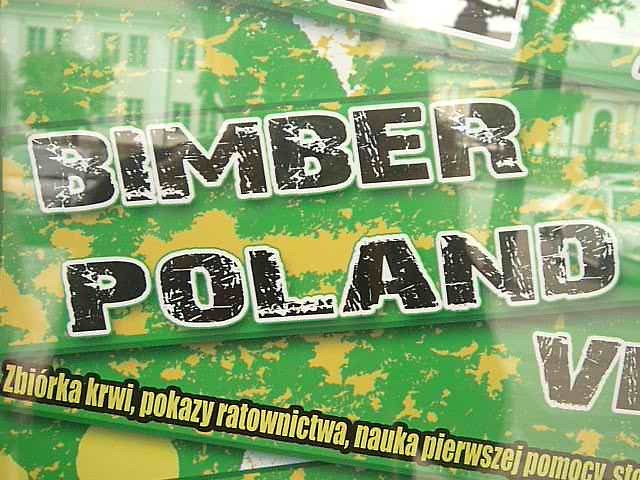 BIMBER
POLAND
Zbiórka krwi, pokazy ratownictwa, nauka pierwszej pomocy,